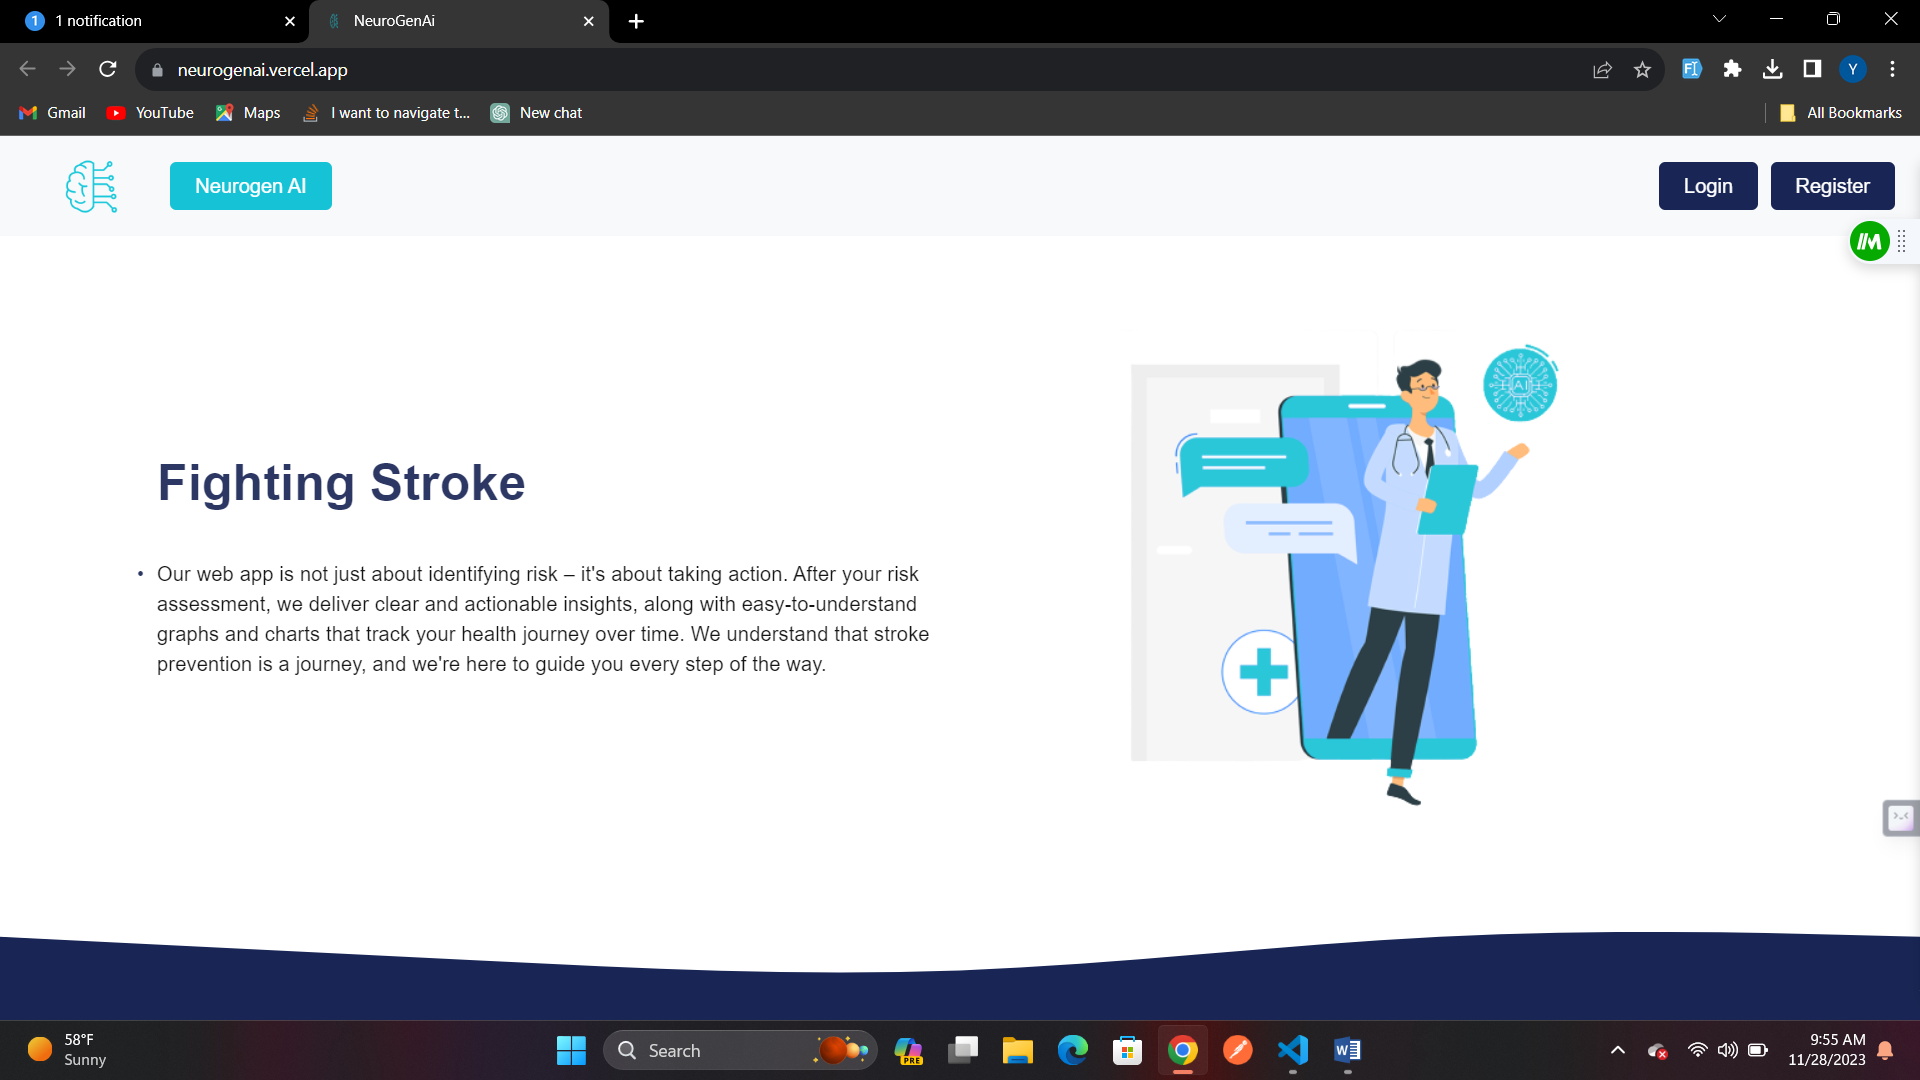 1 1 notification
NeuroGenAi
neurogenai.vercel.app
Y
Gmail
YouTube
Maps
I want to navigate t...
New chat
All Bookmarks
Neurogen AI
Login
Register
Fighting Stroke
• Our web app is not just about identifying risk – it's about taking action. After your risk
assessment, we deliver clear and actionable insights, along with easy-to-understand
graphs and charts that track your health journey over time. We understand that stroke
prevention is a journey, and we're here to guide you every step of the way.
AI
58°F
Sunny
Search
PRE
W
9:55 AM
11/28/2023